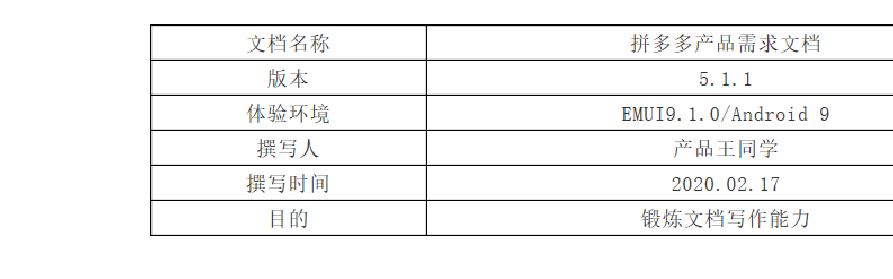 文档名称 拼多多产品需求文档
版本 5.1.1
体验环境 EMUI9.1.0/Android 9
撰写人 产品王同学
撰写时间 2020.02.17
目的 锻炼文档写作能力